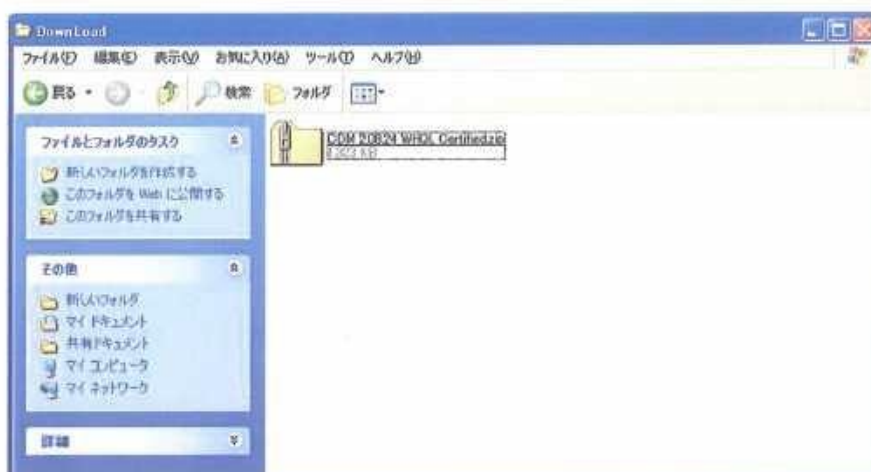 DownLoad
ファイル(F) 編集(E) 表示(V) お気に入り(A) ツール(T) ヘルプ(H)
戻る 検索 フォルダ
ファイルとフォルダのタスク
新しいフォルダを作成する
このフォルダを Web に公開する
このフォルダを共有する
その他
新しいフォルダ
マイ ドキュメント
共有ドキュメント
マイ コンピュータ
マイ ネットワーク
詳細
CDM 20824 WHQL Certified.zip